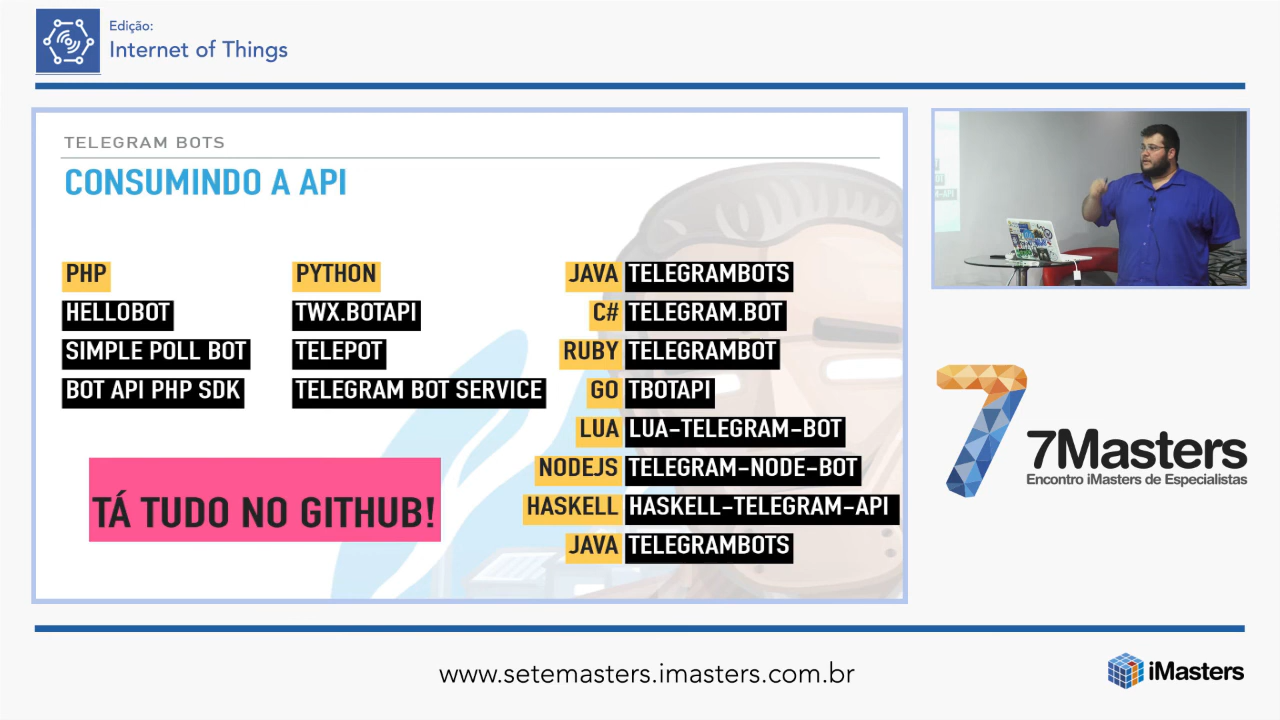 Edição:
Internet of Things
TELEGRAM BOTS
CONSUMINDO A API
PHP
HELLOBOT
SIMPLE POLL BOT
BOT API PHP SDK
PYTHON
TWX.BOTAPI
TELEPOT
TELEGRAM BOT SERVICE
JAVA TELEGRAMBOTS
C# TELEGRAM.BOT
RUBY TELEGRAMBOT
GO TBOTAPI
LUA LUA-TELEGRAM-BOT
NODEJS TELEGRAM-NODE-BOT
HASKELL HASKELL-TELEGRAM-API
JAVA TELEGRAMBOTS
TÁ TUDO NO GITHUB!
7Masters
Encontro iMasters de Especialistas
www.setemasters.imasters.com.br
iMasters